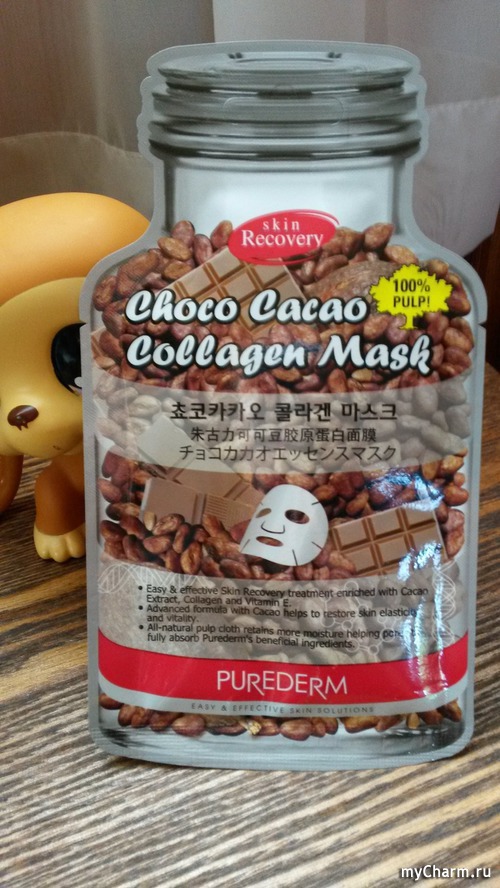 skin
Recovery
100%
PULP!
Choco Cacao
Collagen Mask
쵸코카카오 콜라겐 마스크
朱古力可可豆胶原蛋白面膜
チョコカカオエッセンスマスク
• Easy & effective Skin Recovery treatment enriched with Cacao
Extract, Collagen and Vitamin E.
• Advanced formula with Cacao helps to restore skin elasticity
and vitality.
• All-natural pulp cloth retains more moisture helping
fully absorb Purederm's beneficial ingredients.
PUREDERM
EASY & EFFECTIVE SKIN SOLUTIONS
myCharm.ru